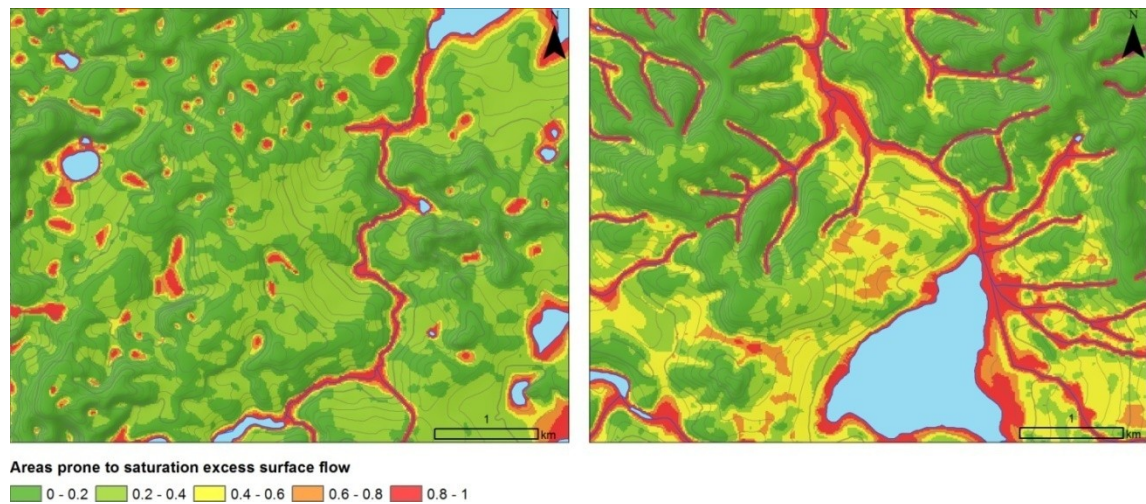 N
N
1
km
1
km
Areas prone to saturation excess surface flow
0 - 0.2 0.2 - 0.4 0.4 - 0.6 0.6 - 0.8 0.8 - 1